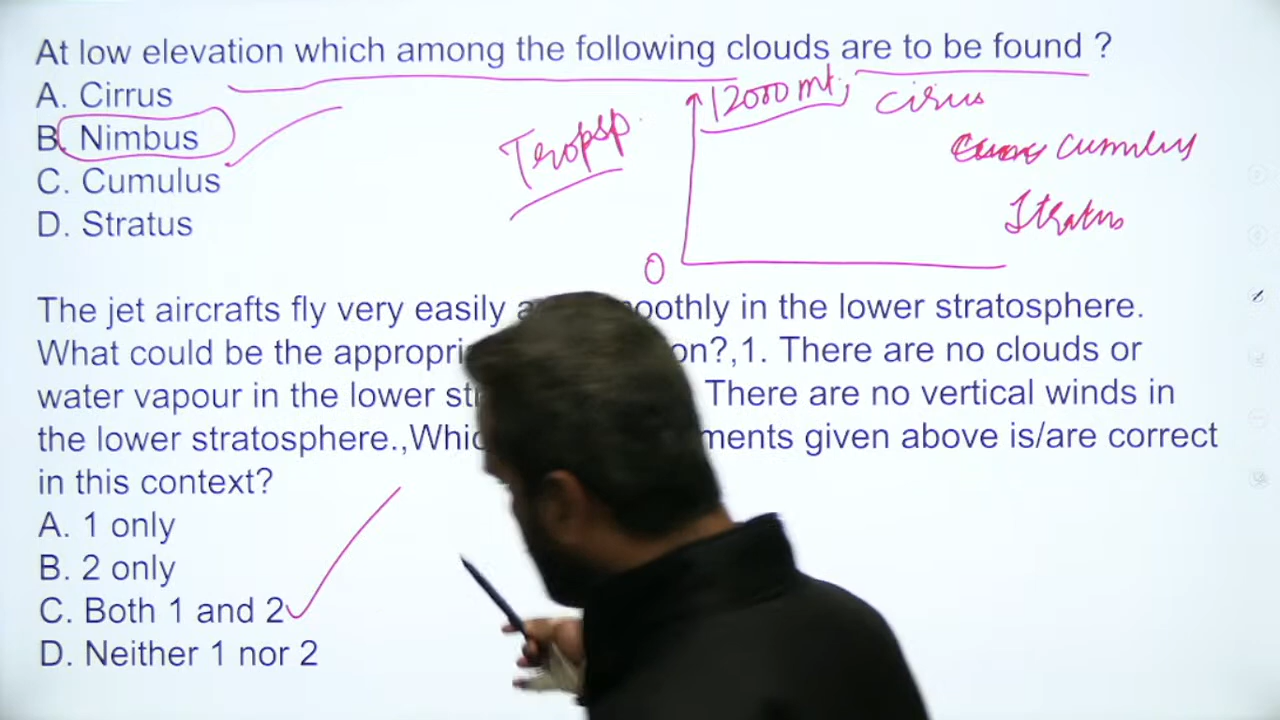 At low elevation which among the following clouds are to be found ?
A. Cirrus
B. Nimbus
C. Cumulus
D. Stratus
Tropsp.
12000 mt,
cirus
cumulus
Stratus
0
The jet aircrafts fly very easily oothly in the lower stratosphere.
What could be the appropri on?,1. There are no clouds or
water vapour in the lower st There are no vertical winds in
the lower stratosphere.,Whic ments given above is/are correct
in this context?
A. 1 only
B. 2 only
C. Both 1 and 2
D. Neither 1 nor 2